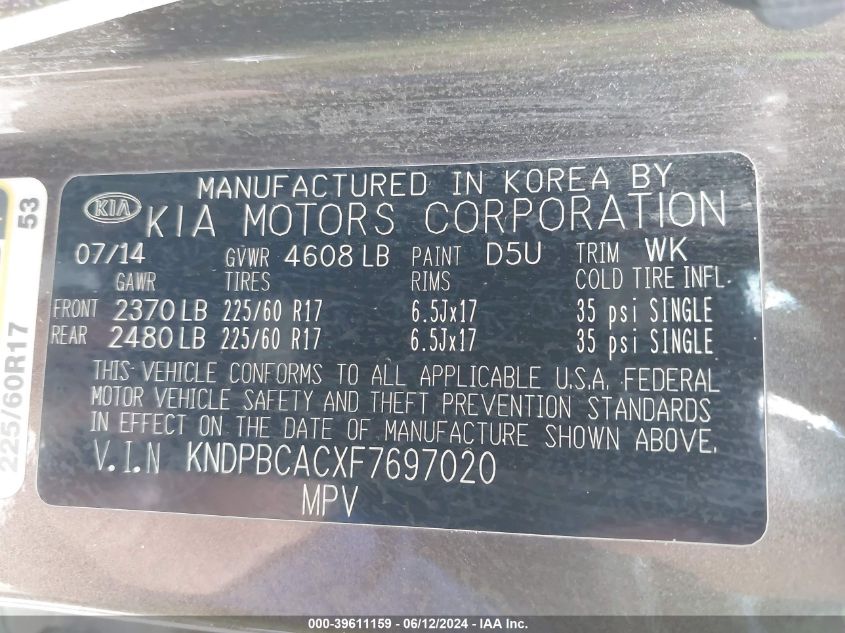 MANUFACTURED IN KOREA BY
KIA KIA MOTORS CORPORATION
07/14 GVWR 4608 LB PAINT D5U TRIM WK
GAWR TIRES RIMS COLD TIRE INFL.
FRONT 2370 LB 225/60 R17 6.5Jx17 35 psi SINGLE
REAR 2480 LB 225/60 R17 6.5Jx17 35 psi SINGLE
THIS VEHICLE CONFORMS TO ALL APPLICABLE U.S.A. FEDERAL
MOTOR VEHICLE SAFETY AND THEFT PREVENTION STANDARDS
IN EFFECT ON THE DATE OF MANUFACTURE SHOWN ABOVE.
V.I.N KNDPBCACXF7697020
MPV
53
225/60R17
000-39611159 - 06/12/2024 - IAA Inc.